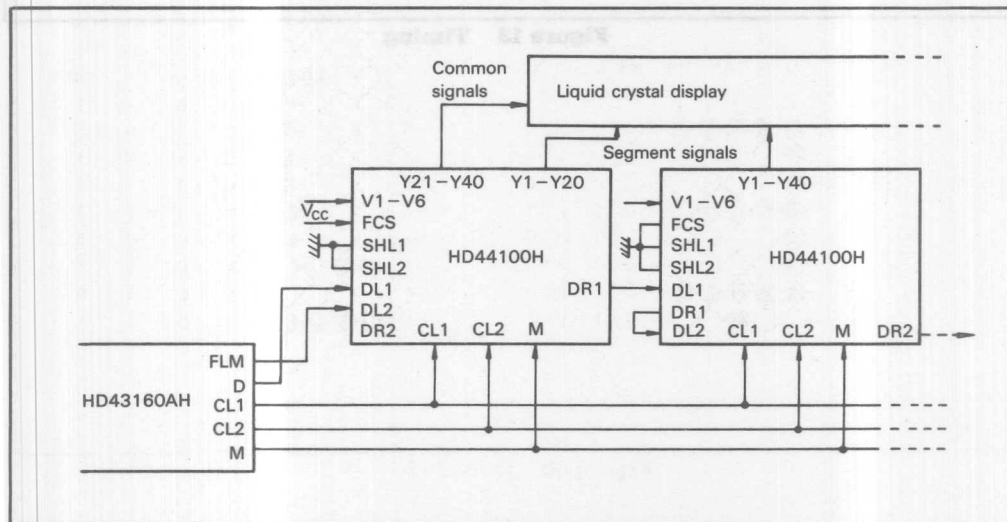 Figure 13 Timing
Common
signals
Liquid crystal display
Segment signals
Y21–Y40 Y1–Y20
V1–V6
VCC
FCS
SHL1
SHL2
HD44100H
DL1
DR1
DL2
DR2 CL1 CL2 M
Y1–Y40
V1–V6
FCS
SHL1
SHL2
HD44100H
DL1
DR1
DL2 CL1 CL2 M DR2
HD43160AH
FLM
D
CL1
CL2
M